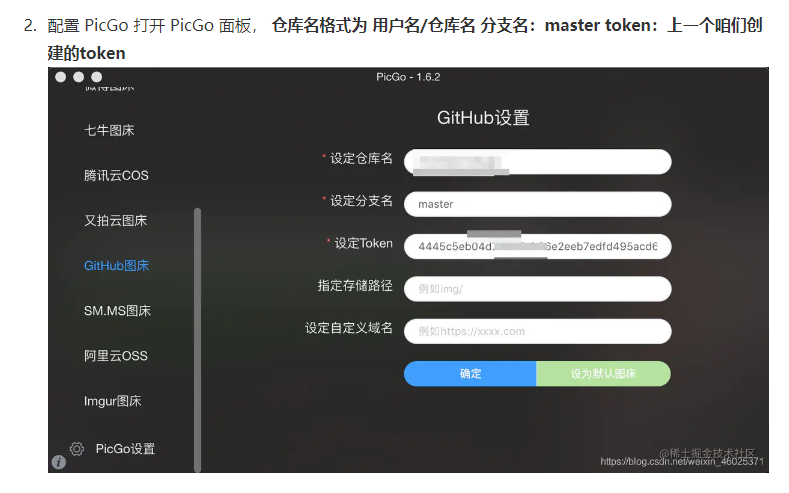 2. 配置 PicGo 打开 PicGo 面板， 仓库名格式为 用户名/仓库名 分支名：master token：上一个咱们创
建的token
PicGo - 1.6.2
七牛图床
腾讯云COS
又拍云图床
GitHub图床
SM.MS图床
阿里云OSS
Imgur图床
PicGo设置
GitHub设置
* 设定仓库名
* 设定分支名
master
* 设定Token
4445c5eb04d
6e2eeb7edfd495acd6
指定存储路径
例如img/
设定自定义域名
例如https://xxxx.com
确定
设为默认图床
@稀土掘金技术社区
https://blog.csdn.net/weixin_46025371